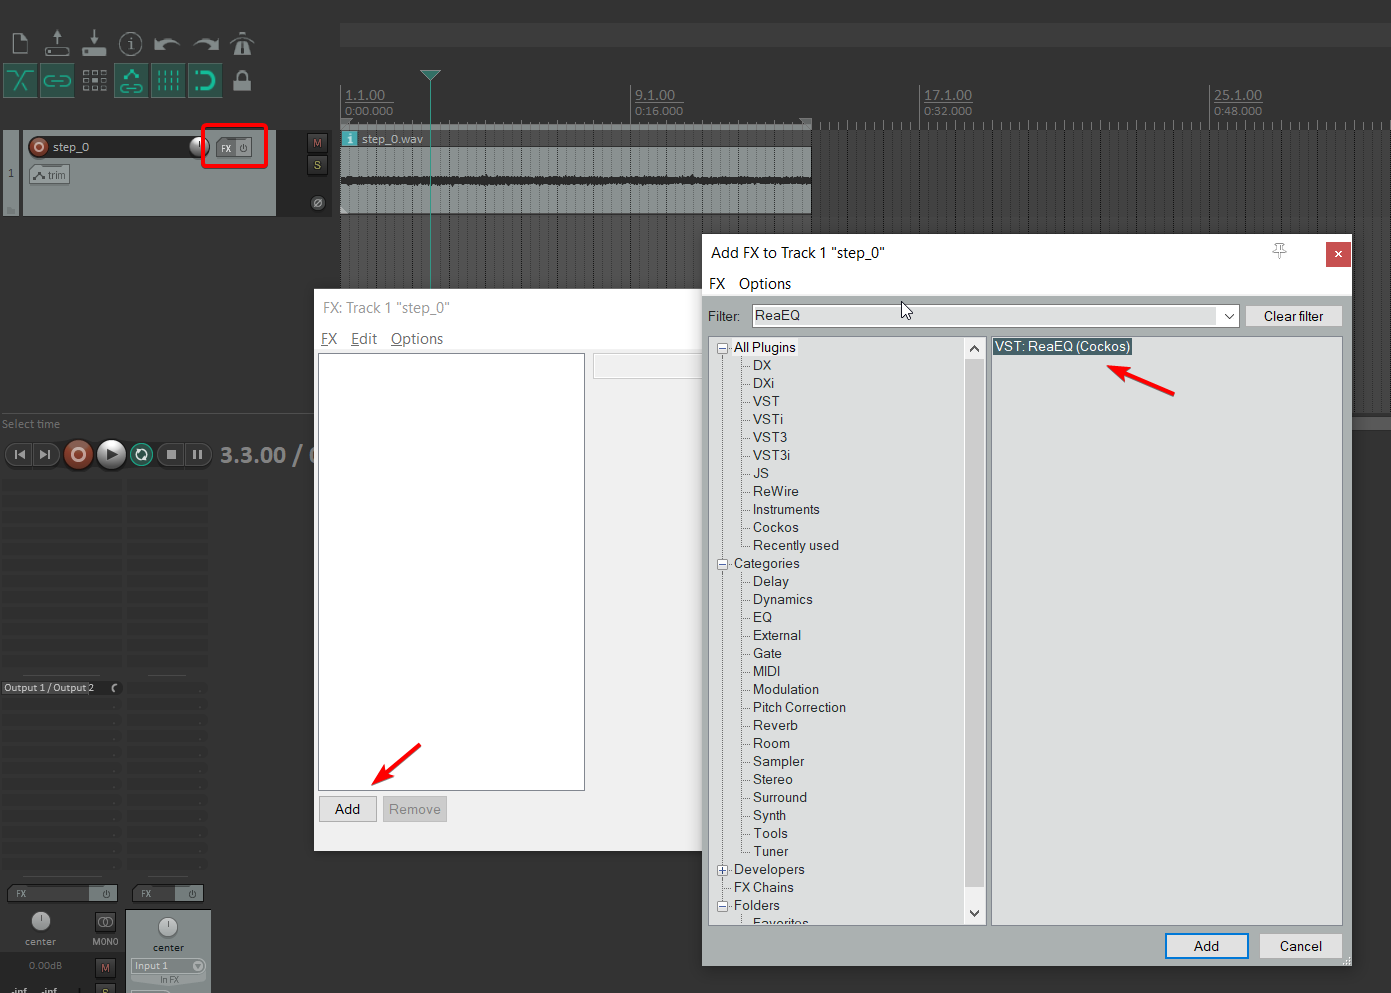 1.1.00
0:00.000
9.1.00
0:16.000
17.1.00
0:32.000
25.1.00
0:48.000
1
step_0
FX
M
S
trim
i
step_0.wav
Add FX to Track 1 "step_0"
FX Options
Filter:
ReaEQ
Clear filter
All Plugins
DX
DXi
VST
VSTi
VST3
VST3i
JS
ReWire
Instruments
Cockos
Recently used
Categories
Delay
Dynamics
EQ
External
Gate
MIDI
Modulation
Pitch Correction
Reverb
Room
Sampler
Stereo
Surround
Synth
Tools
Tuner
Developers
FX Chains
Folders
Favorites
VST: ReaEQ (Cockos)
Add
Cancel
FX: Track 1 "step_0"
FX Edit Options
Add
Remove
Select time
3.3.00 /
Output 1 / Output 2
FX
FX
center
MONO
center
0.00dB
M
Input 1
in FX
-inf -inf
S